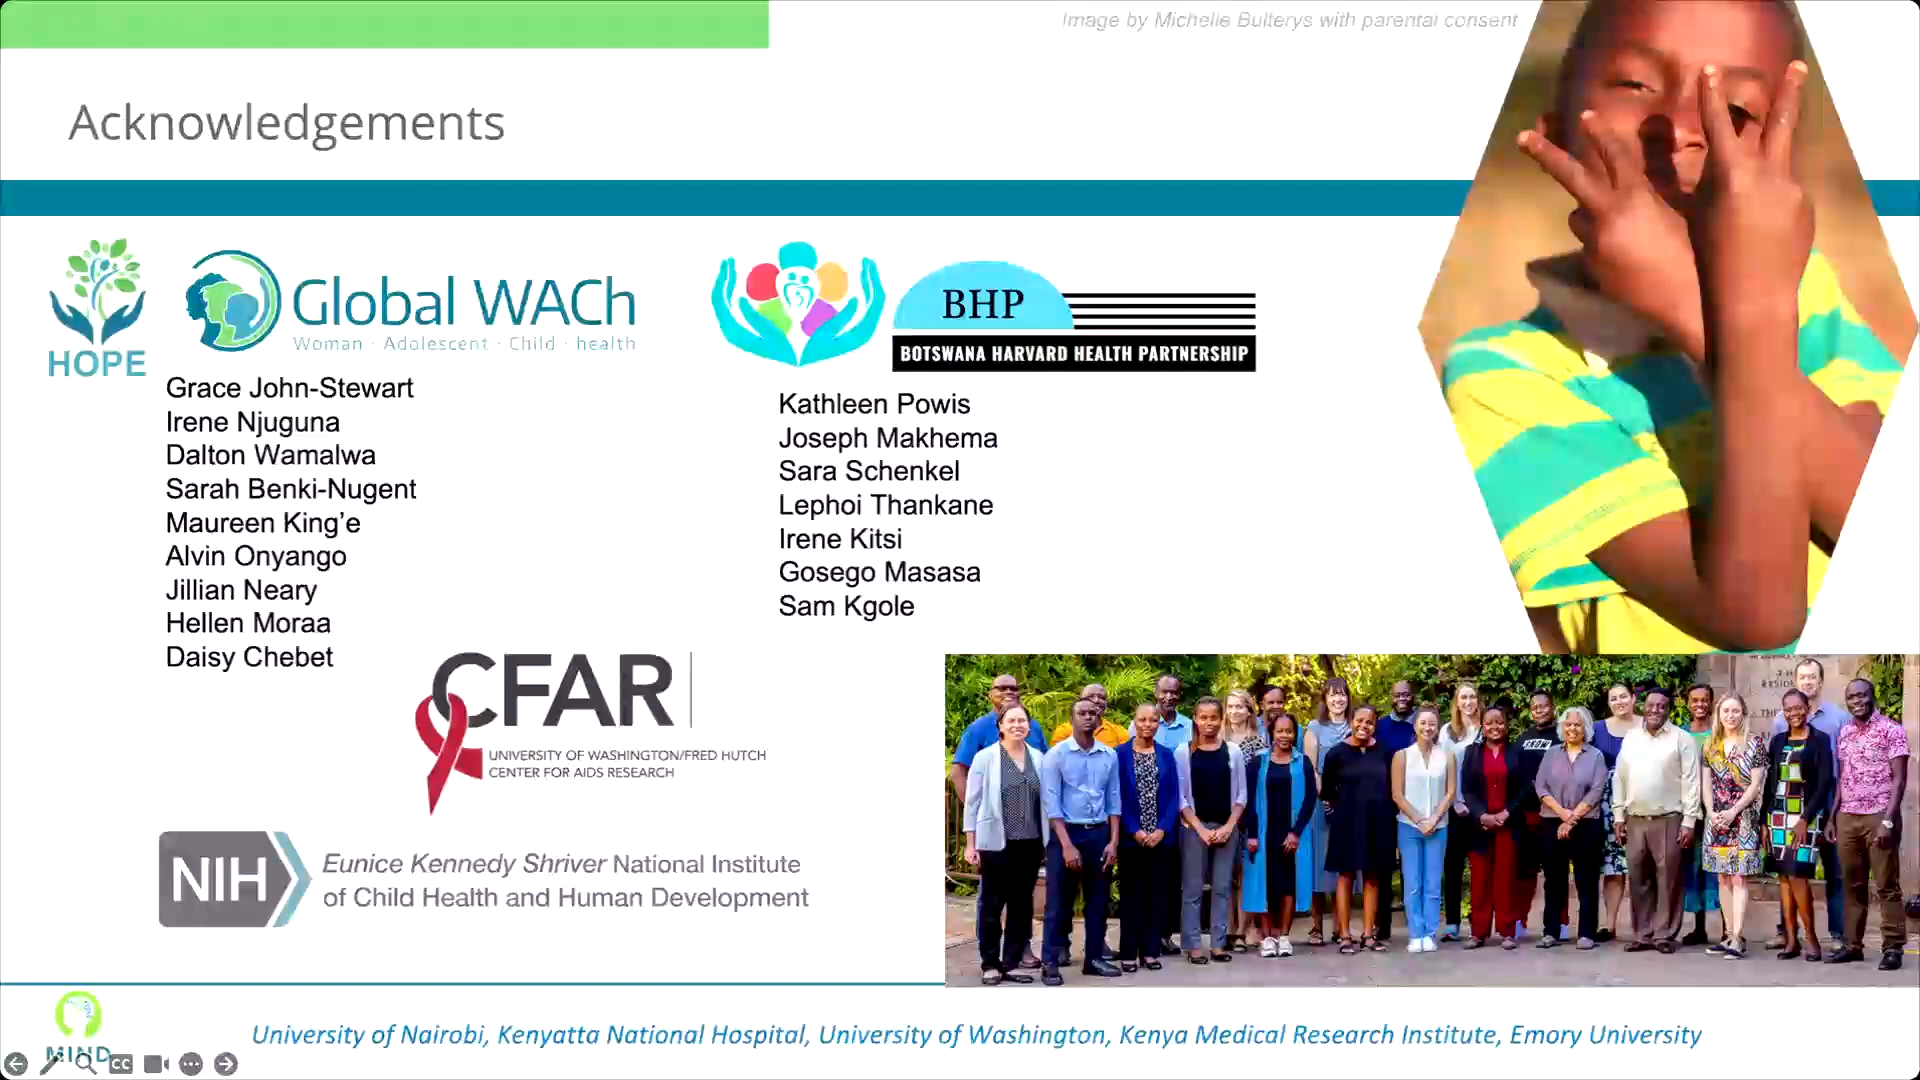 Image by Michelle Bulterys with parental consent
Acknowledgements
HOPE
Global WACh
Woman · Adolescent · Child · health
BHP
BOTSWANA HARVARD HEALTH PARTNERSHIP
Grace John-Stewart
Irene Njuguna
Dalton Wamalwa
Sarah Benki-Nugent
Maureen King’e
Alvin Onyango
Jillian Neary
Hellen Moraa
Daisy Chebet
Kathleen Powis
Joseph Makhema
Sara Schenkel
Lephoi Thankane
Irene Kitsi
Gosego Masasa
Sam Kgole
CFAR
UNIVERSITY OF WASHINGTON/FRED HUTCH
CENTER FOR AIDS RESEARCH
NIH
Eunice Kennedy Shriver National Institute
of Child Health and Human Development
MIND
CC
University of Nairobi, Kenyatta National Hospital, University of Washington, Kenya Medical Research Institute, Emory University